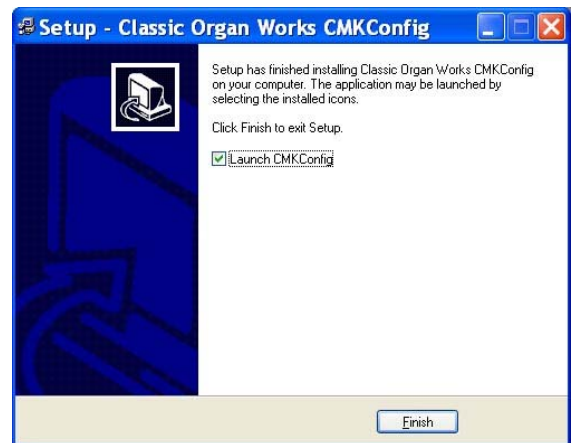 Setup - Classic Organ Works CMKConfig
Setup has finished installing Classic Organ Works CMKConfig
on your computer. The application may be launched by
selecting the installed icons.
Click Finish to exit Setup.
Launch CMKConfig
Finish